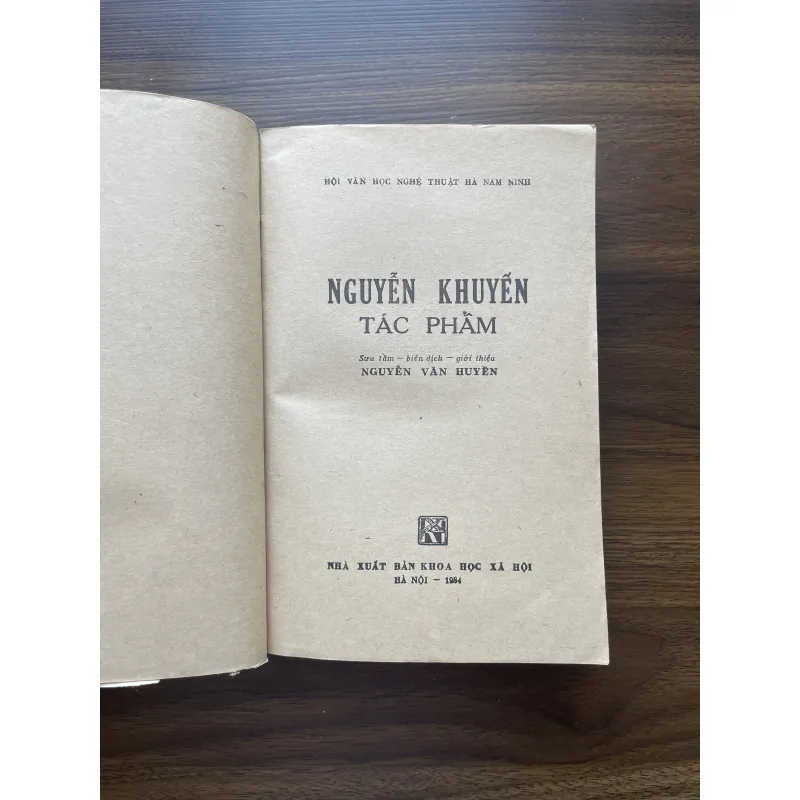 HỘI VĂN HỌC NGHỆ THUẬT HÀ NAM NINH
NGUYỄN KHUYẾN
TÁC PHẨM
Sưu tầm — biên dịch — giới thiệu
NGUYỄN VĂN HUYỀN
NHÀ XUẤT BẢN KHOA HỌC XÃ HỘI
HÀ NỘI — 1984